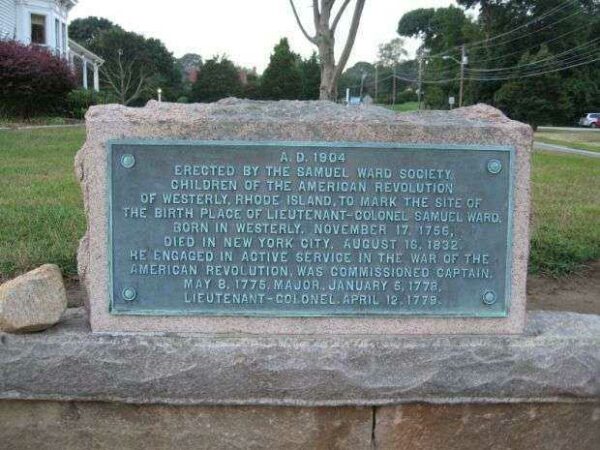 A.D. 1904
ERECTED BY THE SAMUEL WARD SOCIETY,
CHILDREN OF THE AMERICAN REVOLUTION
OF WESTERLY, RHODE ISLAND, TO MARK THE SITE OF
THE BIRTH PLACE OF LIEUTENANT-COLONEL SAMUEL WARD,
BORN IN WESTERLY, NOVEMBER 17, 1756,
DIED IN NEW YORK CITY, AUGUST 16, 1832.
HE ENGAGED IN ACTIVE SERVICE IN THE WAR OF THE
AMERICAN REVOLUTION, WAS COMMISSIONED CAPTAIN,
MAY 8, 1775, MAJOR, JANUARY 5, 1778,
LIEUTENANT-COLONEL, APRIL 12, 1779.